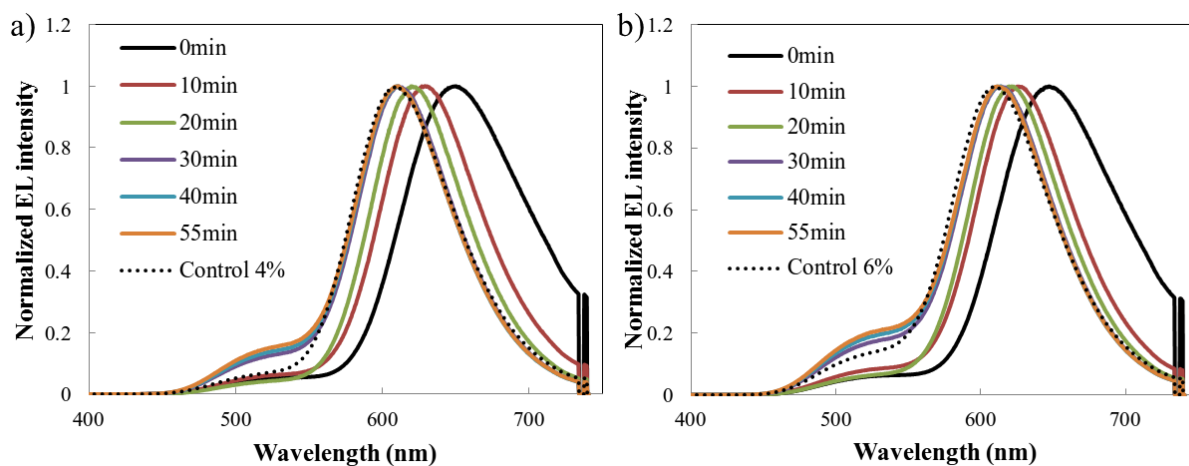 a)
Normalized EL intensity
1.2
1
0.8
0.6
0.4
0.2
0
0min
10min
20min
30min
40min
55min
Control 4%
400 500 600 700
Wavelength (nm)
b)
Normalized EL intensity
1.2
1
0.8
0.6
0.4
0.2
0
0min
10min
20min
30min
40min
55min
Control 6%
400 500 600 700
Wavelength (nm)